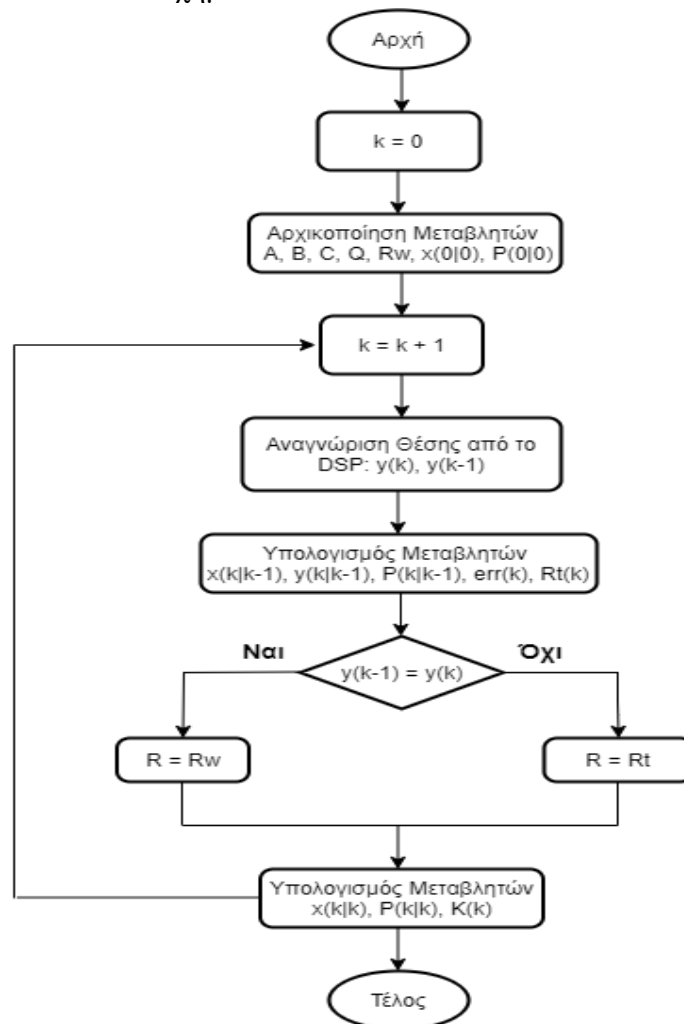 Αρχή
k = 0
Αρχικοποίηση Μεταβλητών
A, B, C, Q, Rw, x(0|0), P(0|0)
k = k + 1
Αναγνώριση Θέσης από το
DSP: y(k), y(k-1)
Υπολογισμός Μεταβλητών
x(k|k-1), y(k|k-1), P(k|k-1), err(k), Rt(k)
Ναι
Όχι
y(k-1) = y(k)
R = Rw
R = Rt
Υπολογισμός Μεταβλητών
x(k|k), P(k|k), K(k)
Τέλος